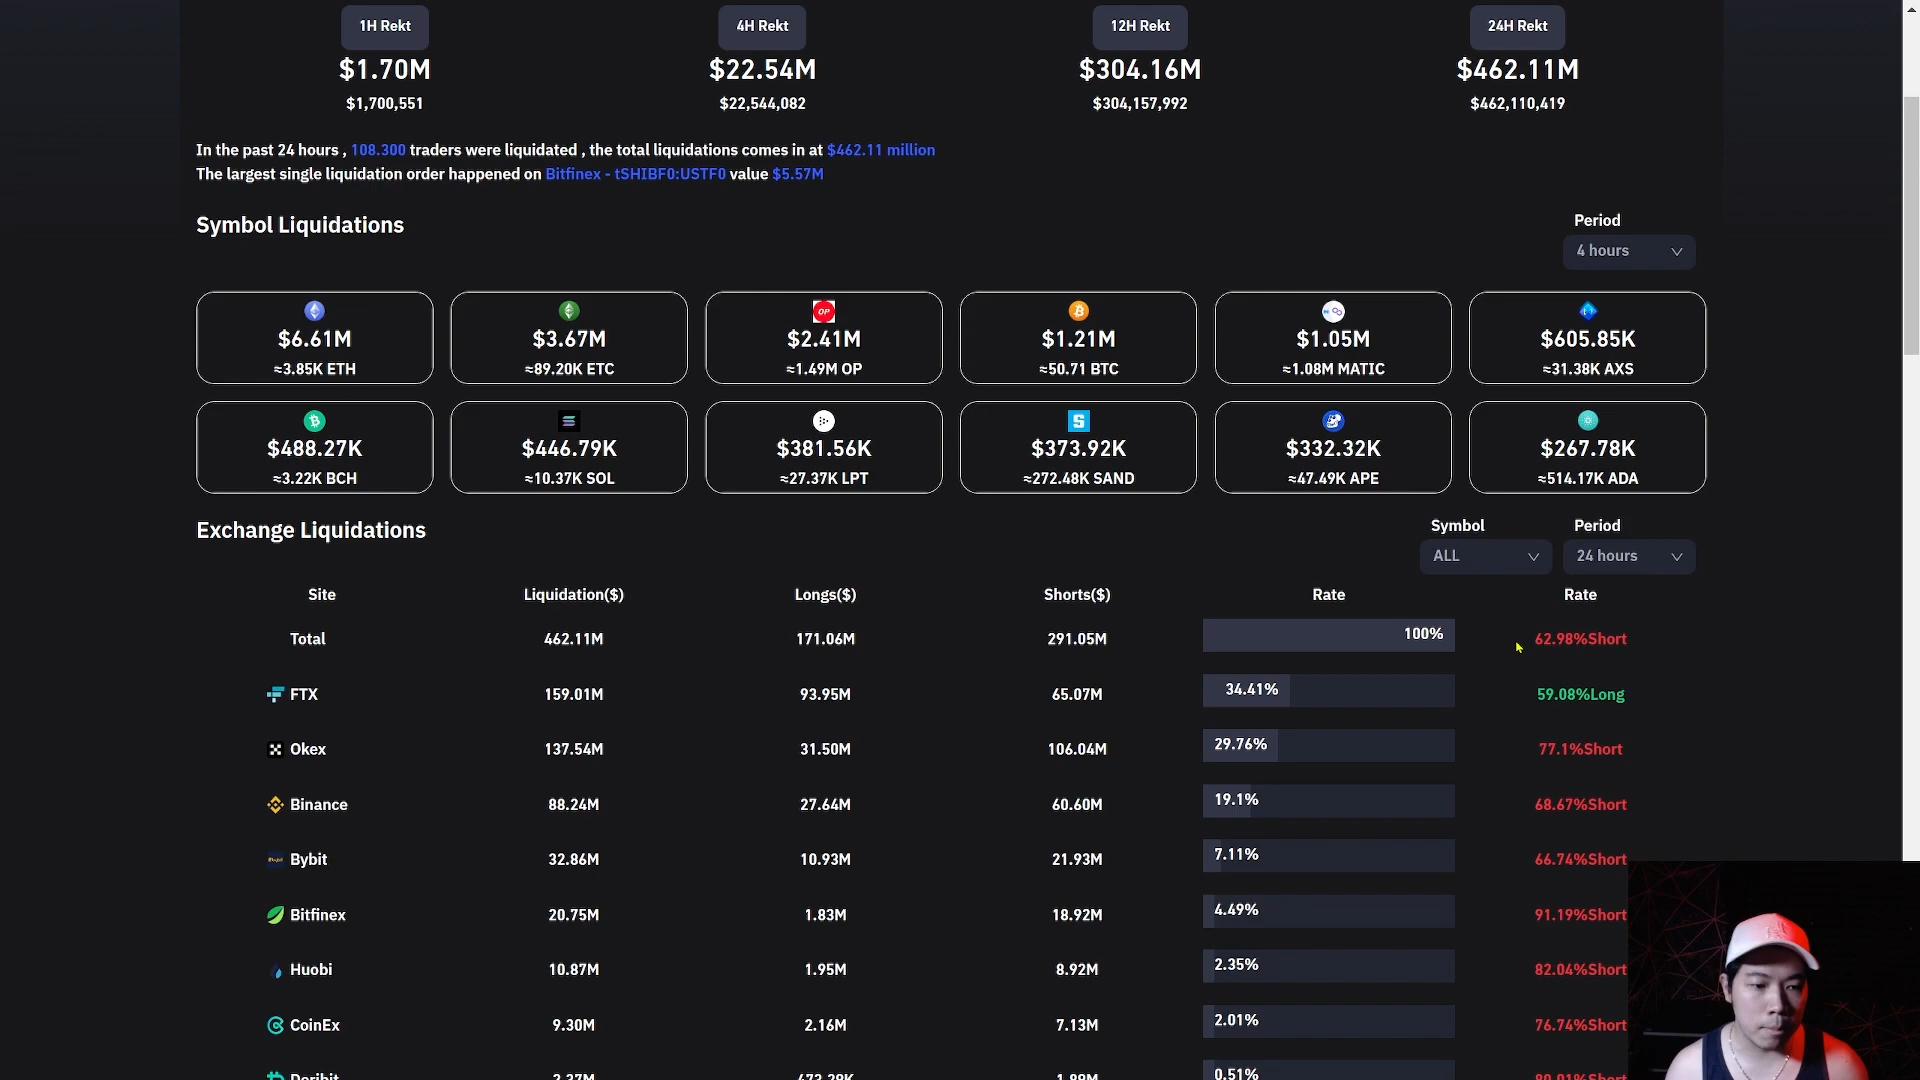 1H Rekt 4H Rekt 12H Rekt 24H Rekt
$1.70M $22.54M $304.16M $462.11M
$1,700,551 $22,544,082 $304,157,992 $462,110,419
In the past 24 hours , 108.300 traders were liquidated , the total liquidations comes in at $462.11 million
The largest single liquidation order happened on Bitfinex - tSHIBF0:USTF0 value $5.57M
Symbol Liquidations
Period
4 hours
OP
$6.61M $3.67M $2.41M $1.21M $1.05M $605.85K
≈3.85K ETH ≈89.20K ETC ≈1.49M OP ≈50.71 BTC ≈1.08M MATIC ≈31.38K AXS
$488.27K $446.79K $381.56K $373.92K $332.32K $267.78K
≈3.22K BCH ≈10.37K SOL ≈27.37K LPT ≈272.48K SAND ≈47.49K APE ≈514.17K ADA
Exchange Liquidations
Symbol Period
ALL 24 hours
Site Liquidation($) Longs($) Shorts($) Rate Rate
Total 462.11M 171.06M 291.05M 100% 62.98%Short
FTX 159.01M 93.95M 65.07M 34.41% 59.08%Long
Okex 137.54M 31.50M 106.04M 29.76% 77.1%Short
Binance 88.24M 27.64M 60.60M 19.1% 68.67%Short
Bybit 32.86M 10.93M 21.93M 7.11% 66.74%Short
Bitfinex 20.75M 1.83M 18.92M 4.49% 91.19%Short
Huobi 10.87M 1.95M 8.92M 2.35% 82.04%Short
CoinEx 9.30M 2.16M 7.13M 2.01% 76.74%Short
Deribit 0.51%